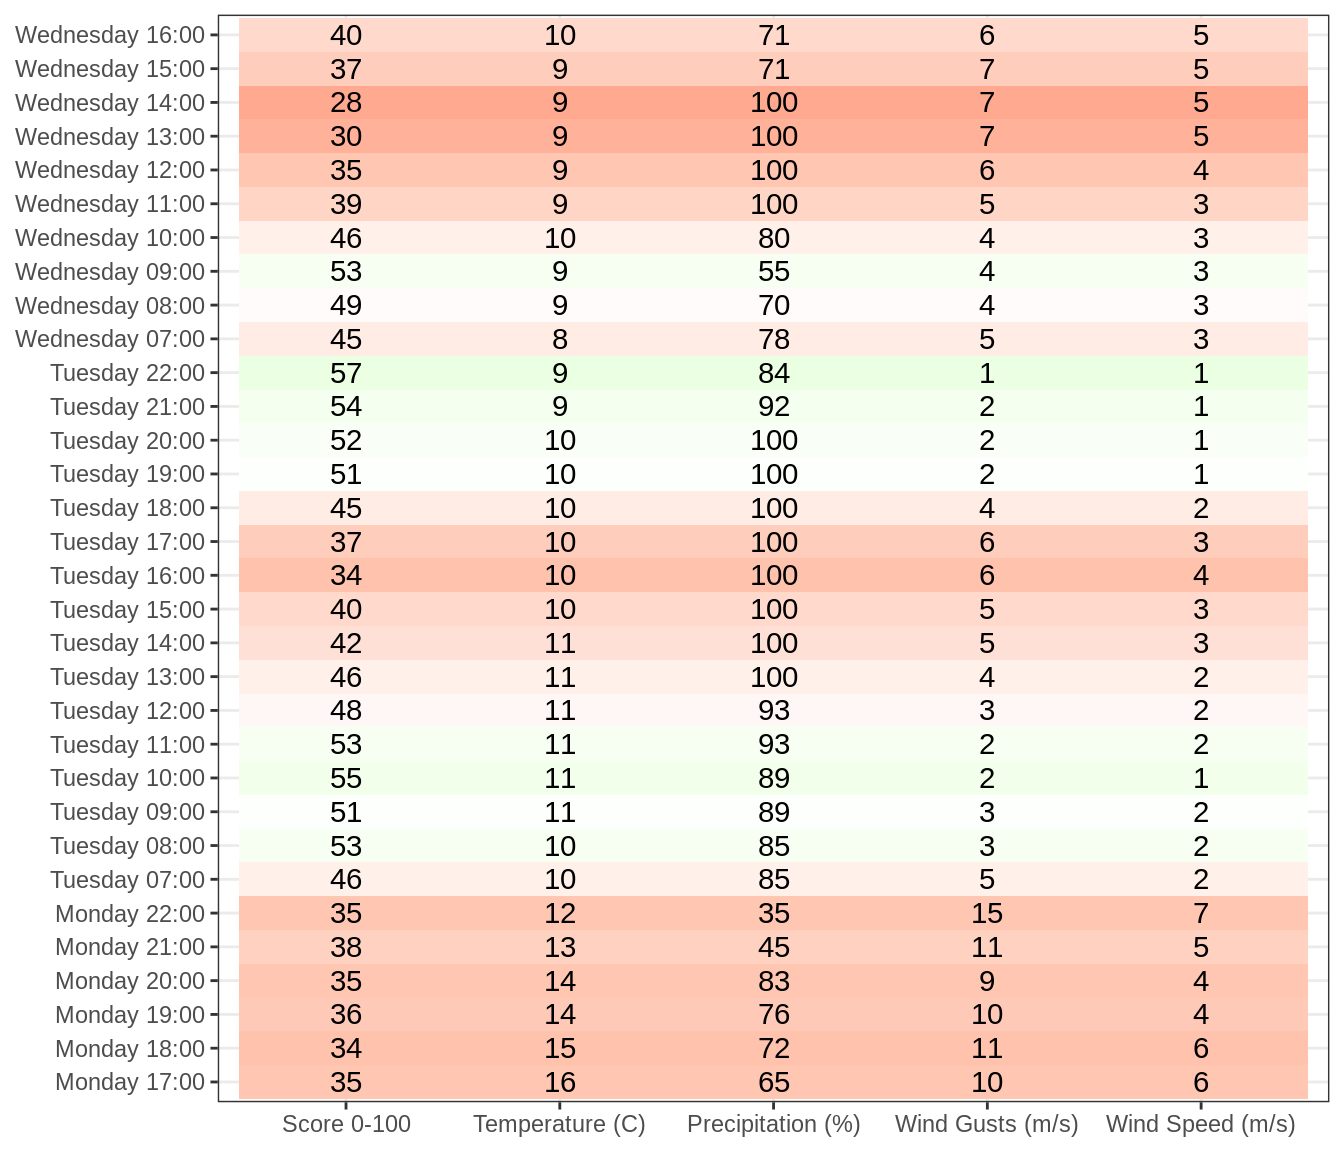 Wednesday 16:00 40 10 71 6 5
Wednesday 15:00 37 9 71 7 5
Wednesday 14:00 28 9 100 7 5
Wednesday 13:00 30 9 100 7 5
Wednesday 12:00 35 9 100 6 4
Wednesday 11:00 39 9 100 5 3
Wednesday 10:00 46 10 80 4 3
Wednesday 09:00 53 9 55 4 3
Wednesday 08:00 49 9 70 4 3
Wednesday 07:00 45 8 78 5 3
Tuesday 22:00 57 9 84 1 1
Tuesday 21:00 54 9 92 2 1
Tuesday 20:00 52 10 100 2 1
Tuesday 19:00 51 10 100 2 1
Tuesday 18:00 45 10 100 4 2
Tuesday 17:00 37 10 100 6 3
Tuesday 16:00 34 10 100 6 4
Tuesday 15:00 40 10 100 5 3
Tuesday 14:00 42 11 100 5 3
Tuesday 13:00 46 11 100 4 2
Tuesday 12:00 48 11 93 3 2
Tuesday 11:00 53 11 93 2 2
Tuesday 10:00 55 11 89 2 1
Tuesday 09:00 51 11 89 3 2
Tuesday 08:00 53 10 85 3 2
Tuesday 07:00 46 10 85 5 2
Monday 22:00 35 12 35 15 7
Monday 21:00 38 13 45 11 5
Monday 20:00 35 14 83 9 4
Monday 19:00 36 14 76 10 4
Monday 18:00 34 15 72 11 6
Monday 17:00 35 16 65 10 6
Score 0-100 Temperature (C) Precipitation (%) Wind Gusts (m/s) Wind Speed (m/s)